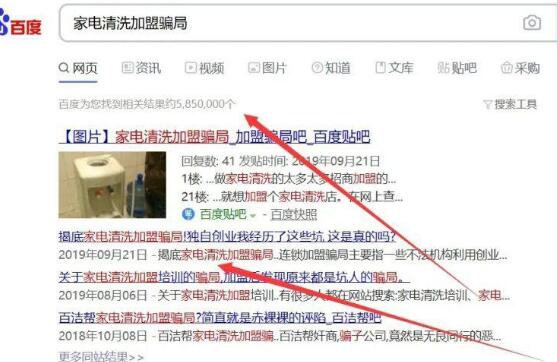 百度
家电清洗加盟骗局
网页 资讯 视频 图片 知道 文库 贴吧 采购
百度为您找到相关结果约5,850,000个 搜索工具
【图片】家电清洗加盟骗局_加盟骗局吧_百度贴吧
回复数: 41 发贴时间: 2019年09月21日
1楼: ...做家电清洗的太多太多招商加盟的...
21楼: ...就想加盟个家电清洗店。在网上查...
百度贴吧 - 百度快照
揭底家电清洗加盟骗局!独自创业我经历了这些坑,这是真的吗?
2019年09月21日 - 揭底家电清洗加盟骗局..连锁加盟骗局主要指一些不法机构利用创业...
关于家电清洗加盟培训的骗局,加盟后发现原来都是坑人的骗局。
2019年08月06日 - 关于家电清洗加盟培训..有很多人都在网站搜索:家电清洗培训、家电...
百洁帮家电清洗加盟骗局?简直就是赤裸裸的诬陷_百度贴吧
2018年10月08日 - 百洁帮家电清洗加盟骗.. 百洁帮奸商,骗子公司,竟然是无良同行的恶...
更多同站结果>>